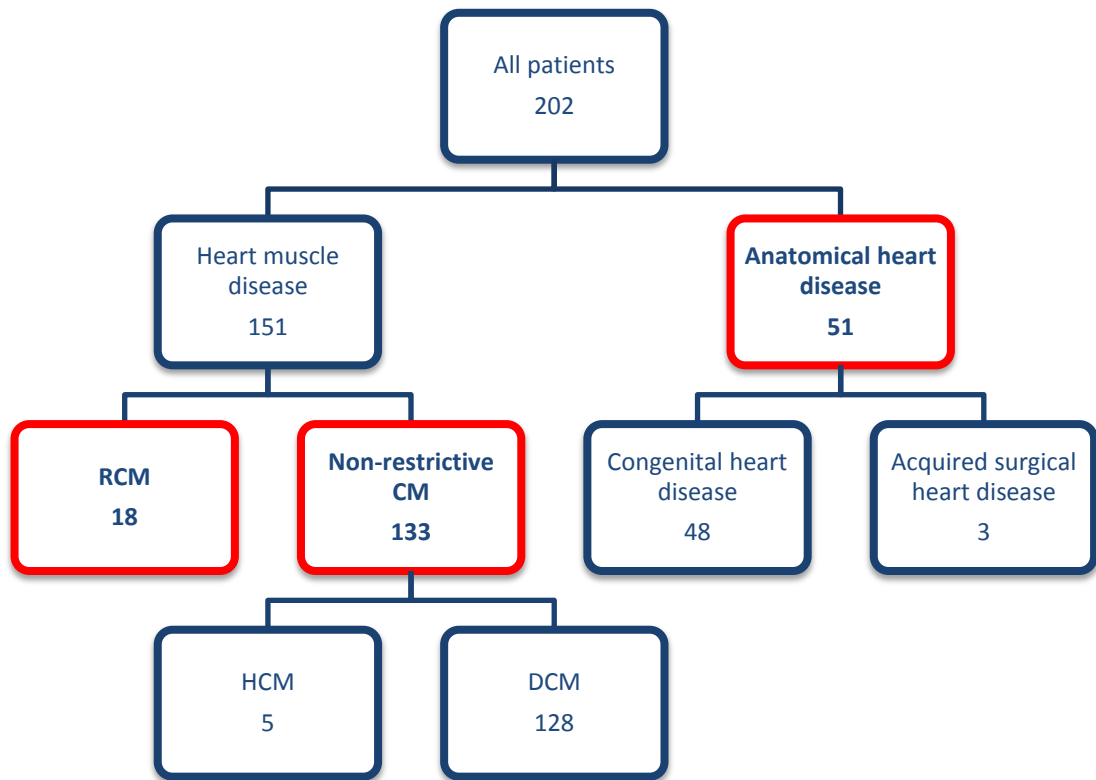 All patients
202
Heart muscle
disease
151
Anatomical heart
disease
51
RCM
18
Non-restrictive
CM
133
Congenital heart
disease
48
Acquired surgical
heart disease
3
HCM
5
DCM
128